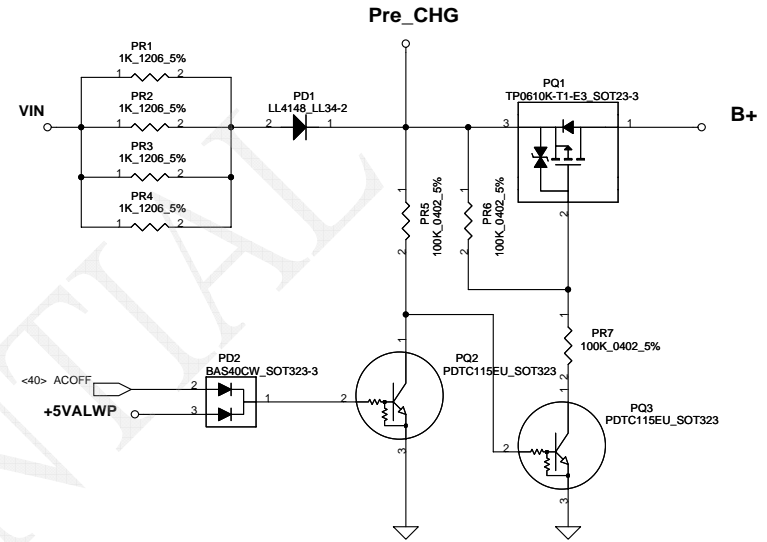 Pre_CHG
PR1
1K_1206_5%
1 2
PR2
1K_1206_5%
1 2
PR3
1K_1206_5%
1 2
PR4
1K_1206_5%
1 2
VIN
PD1
LL4148_LL34-2
2 1
PQ1
TP0610K-T1-E3_SOT23-3
3 1
2
B+
PR5
100K_0402_5%
1 2
PR6
100K_0402_5%
1 2
PR7
100K_0402_5%
1 2
<40> ACOFF
+5VALWP
PD2
BAS40CW_SOT323-3
2
3
1
PQ2
PDTC115EU_SOT323
1
2
3
PQ3
PDTC115EU_SOT323
1
2
3
NTIAL